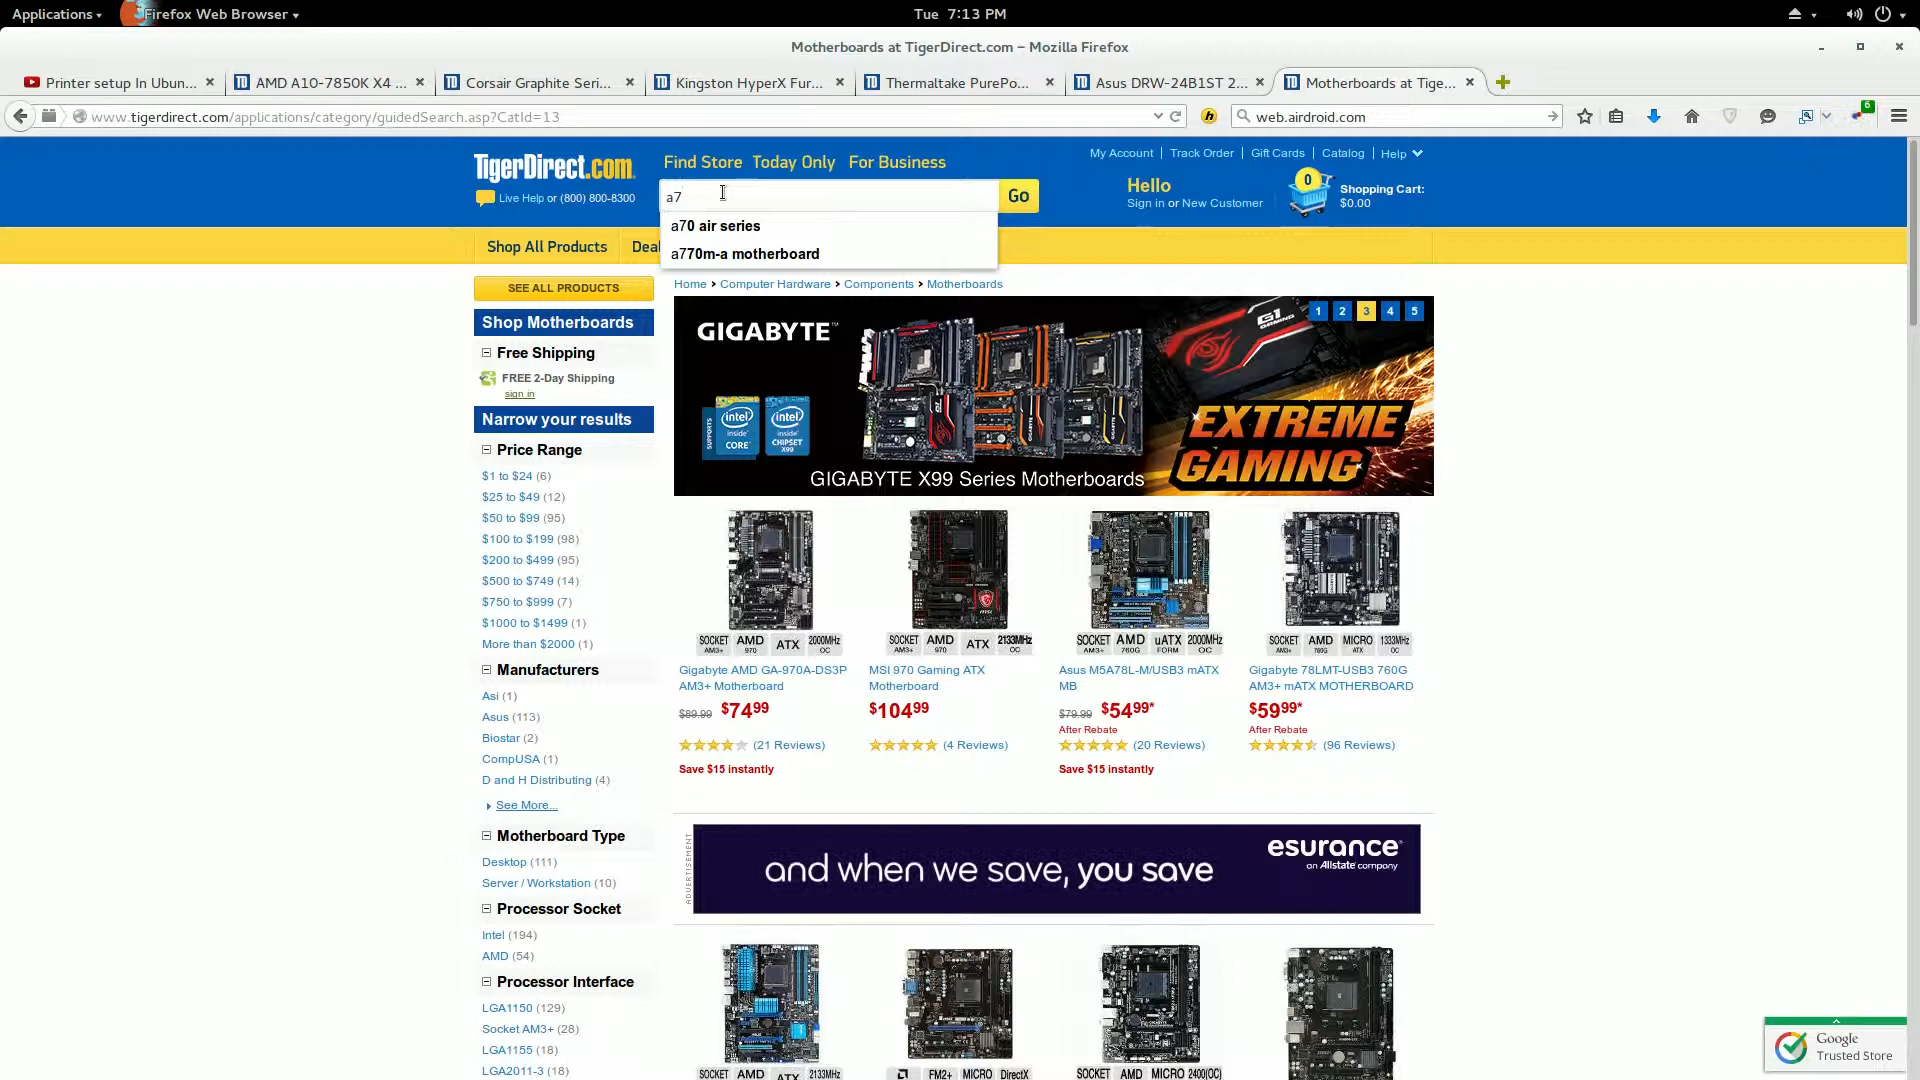 Applications
Firefox Web Browser
Tue 7:13 PM
Motherboards at TigerDirect.com – Mozilla Firefox
Printer setup In Ubun...
AMD A10-7850K X4 ...
Corsair Graphite Seri...
Kingston HyperX Fur...
Thermaltake PurePo...
Asus DRW-24B1ST 2...
Motherboards at Tige...
www.tigerdirect.com/applications/category/guidedSearch.asp?CatId=13
web.airdroid.com
6
TigerDirect.com
Find Store Today Only For Business
My Account | Track Order | Gift Cards | Catalog | Help
Live Help or (800) 800-8300
a7
Go
Hello
Sign in or New Customer
0
Shopping Cart:
$0.00
a70 air series
a770m-a motherboard
Shop All Products
Deal
SEE ALL PRODUCTS
Home > Computer Hardware > Components > Motherboards
Shop Motherboards
Free Shipping
FREE 2-Day Shipping
sign in
Narrow your results
Price Range
$1 to $24 (6)
$25 to $49 (12)
$50 to $99 (95)
$100 to $199 (98)
$200 to $499 (95)
$500 to $749 (14)
$750 to $999 (7)
$1000 to $1499 (1)
More than $2000 (1)
Manufacturers
Asi (1)
Asus (113)
Biostar (2)
CompUSA (1)
D and H Distributing (4)
See More...
Motherboard Type
Desktop (111)
Server / Workstation (10)
Processor Socket
Intel (194)
AMD (54)
Processor Interface
LGA1150 (129)
Socket AM3+ (28)
LGA1155 (18)
LGA2011-3 (18)
GIGABYTE™
1 2 3 4 5
G1
GAMING
SUPPORTS
intel inside CORE
intel inside CHIPSET X99
EXTREME
GAMING
GIGABYTE X99 Series Motherboards
SOCKET AM3+ AMD 970 ATX 2000MHz OC
SOCKET AM3+ AMD 970 ATX 2133MHz OC
SOCKET AM3+ AMD 760G uATX FORM 2000MHz OC
SOCKET AM3+ AMD 760G MICRO ATX 1333MHz OC
Gigabyte AMD GA-970A-DS3P
AM3+ Motherboard
$89.99 $74.99
(21 Reviews)
Save $15 instantly
MSI 970 Gaming ATX
Motherboard
$104.99
(4 Reviews)
Asus M5A78L-M/USB3 mATX
MB
$79.99 $54.99*
After Rebate
(20 Reviews)
Save $15 instantly
Gigabyte 78LMT-USB3 760G
AM3+ mATX MOTHERBOARD
$59.99*
After Rebate
(96 Reviews)
ADVERTISEMENT
and when we save, you save
esurance
an Allstate company
SOCKET AMD ATX 2133MHz
FM2+ MICRO DirectX
SOCKET AMD MICRO 2400(OC)
Google
Trusted Store